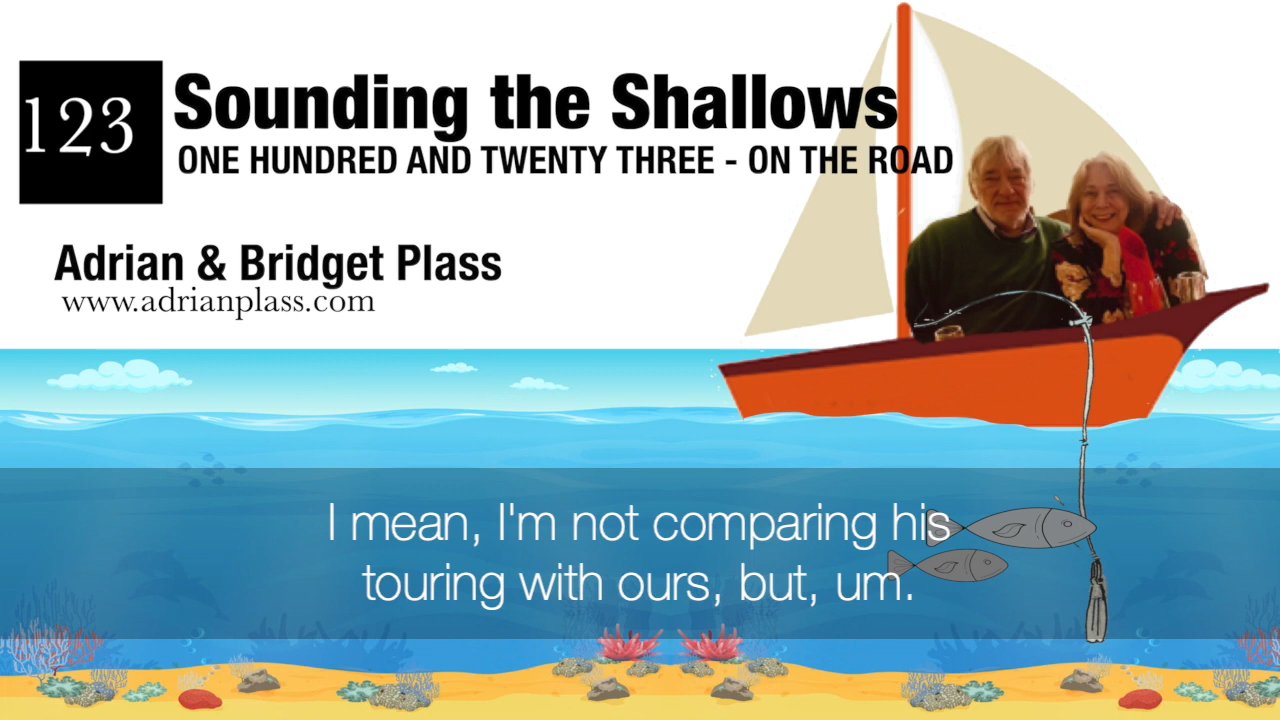 123
Sounding the Shallows
ONE HUNDRED AND TWENTY THREE - ON THE ROAD
Adrian & Bridget Plass
www.adrianplass.com
I mean, I'm not comparing his
touring with ours, but, um.